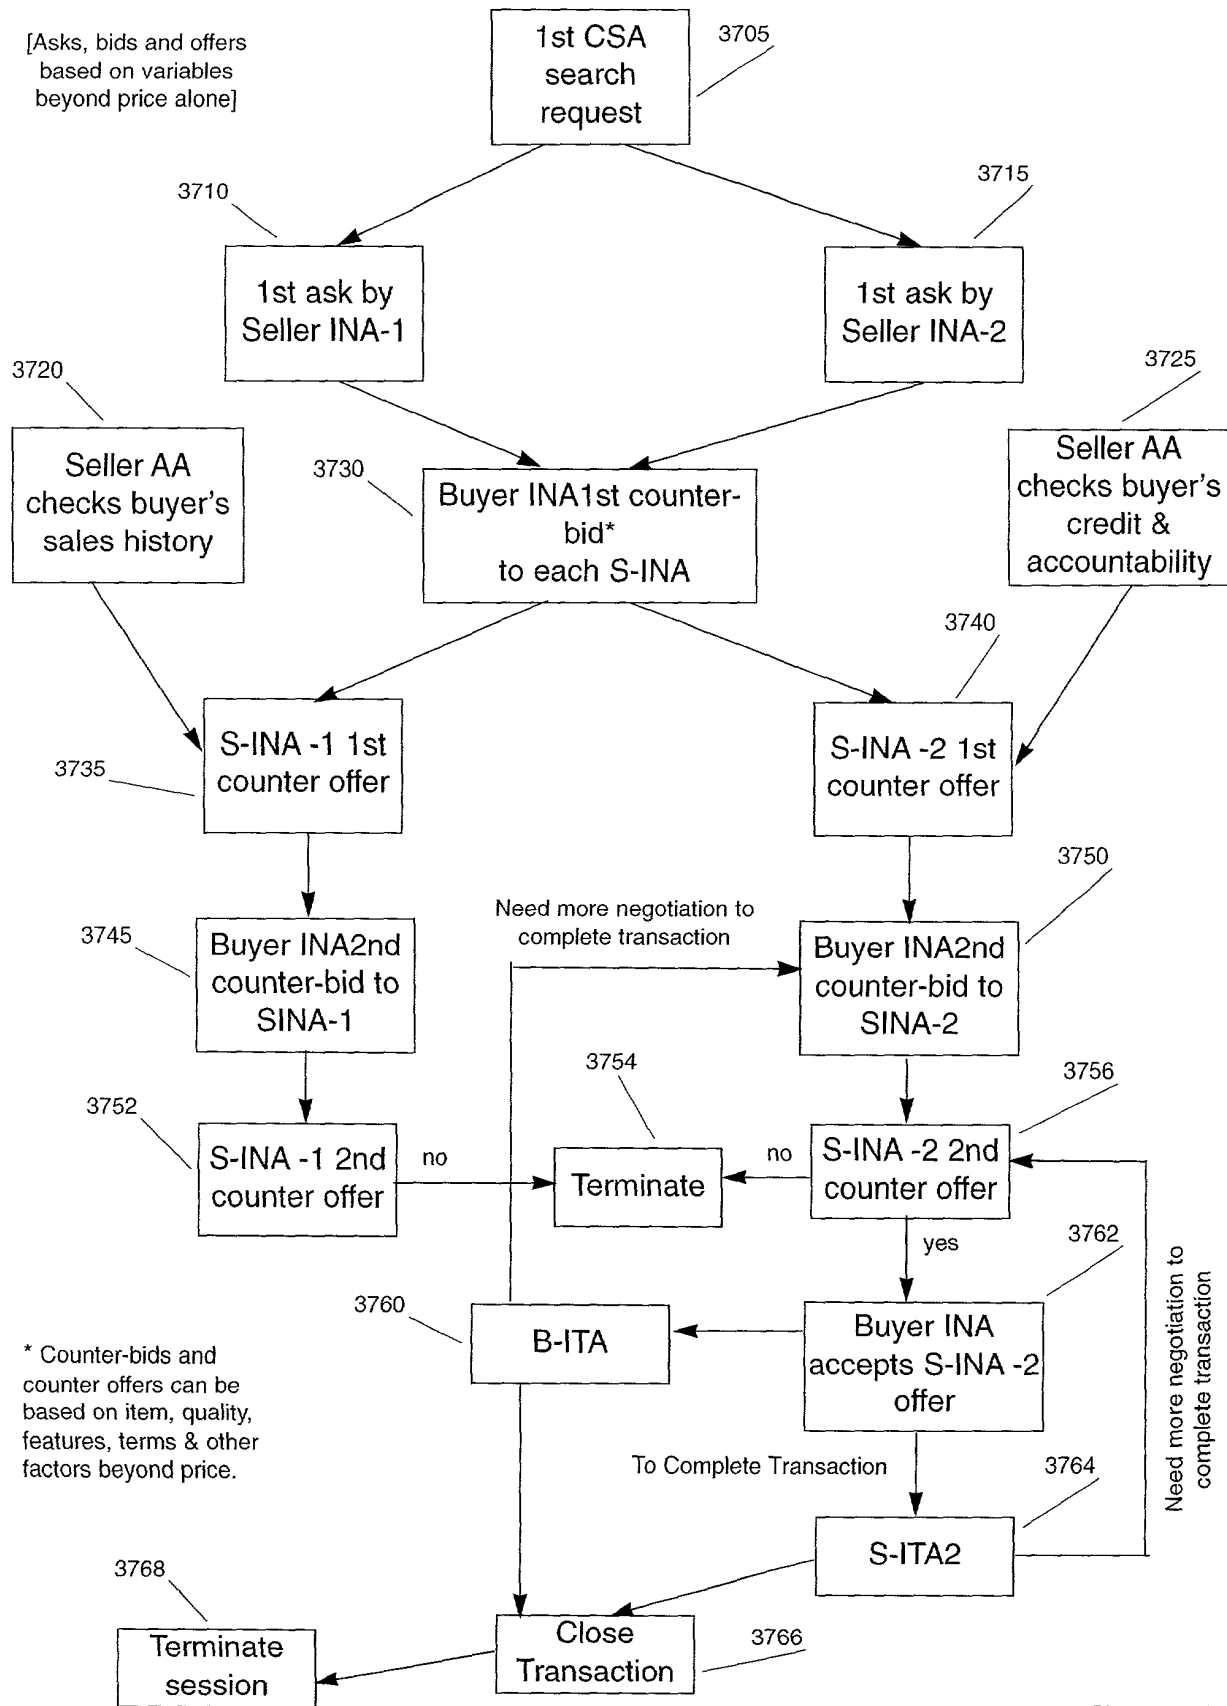 [Asks, bids and offers
based on variables
beyond price alone]
1st CSA
search
request
3705
3710
3715
1st ask by
Seller INA-1
1st ask by
Seller INA-2
3720
3725
Seller AA
checks buyer's
sales history
3730
Buyer INA1st counter-
bid*
to each S-INA
Seller AA
checks buyer's
credit &
accountability
3740
S-INA -1 1st
counter offer
3735
S-INA -2 1st
counter offer
3750
Need more negotiation to
complete transaction
3745
Buyer INA2nd
counter-bid to
SINA-1
Buyer INA2nd
counter-bid to
SINA-2
3754
3756
3752
S-INA -1 2nd
counter offer
no
Terminate
no
S-INA -2 2nd
counter offer
yes
3762
Need more negotiation to
complete transaction
3760
B-ITA
Buyer INA
accepts S-INA -2
offer
* Counter-bids and
counter offers can be
based on item, quality,
features, terms & other
factors beyond price.
To Complete Transaction
3764
S-ITA2
3768
Terminate
session
Close
Transaction
3766